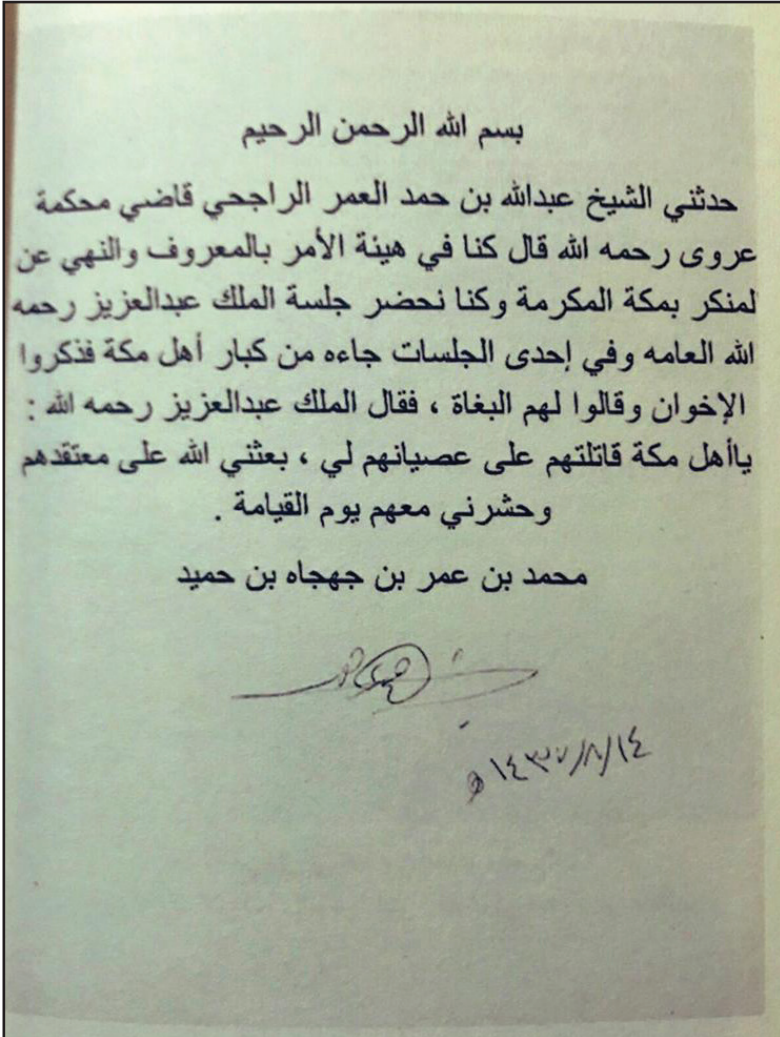 بسم الله الرحمن الرحيم
حدثني الشيخ عبدالله بن حمد العمر الراجحي قاضي محكمة
عروى رحمه الله قال كنا في هيئة الأمر بالمعروف والنهي عن
لمنكر بمكة المكرمة وكنا نحضر جلسة الملك عبدالعزيز رحمه
الله العامه وفي إحدى الجلسات جاءه من كبار أهل مكة فذكروا
الإخوان وقالوا لهم البغاة ، فقال الملك عبدالعزيز رحمه الله :
ياأهل مكة قاتلتهم على عصيانهم لي ، بعثني الله على معتقدهم
وحشرني معهم يوم القيامة .
محمد بن عمر بن جهجاه بن حميد
١٤٣٧/٨/١٤ه